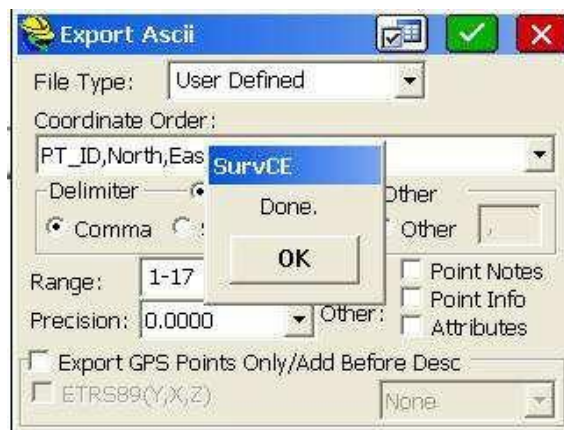 Export Ascii
File Type: User Defined
Coordinate Order:
PT_ID,North,Eas
SurvCE
Delimiter
Done.
Other
Comma
Other ,
OK
Range: 1-17
Point Notes
Point Info
Precision: 0.0000
Other:
Attributes
Export GPS Points Only/Add Before Desc
ETRS89(Y,X,Z)
None